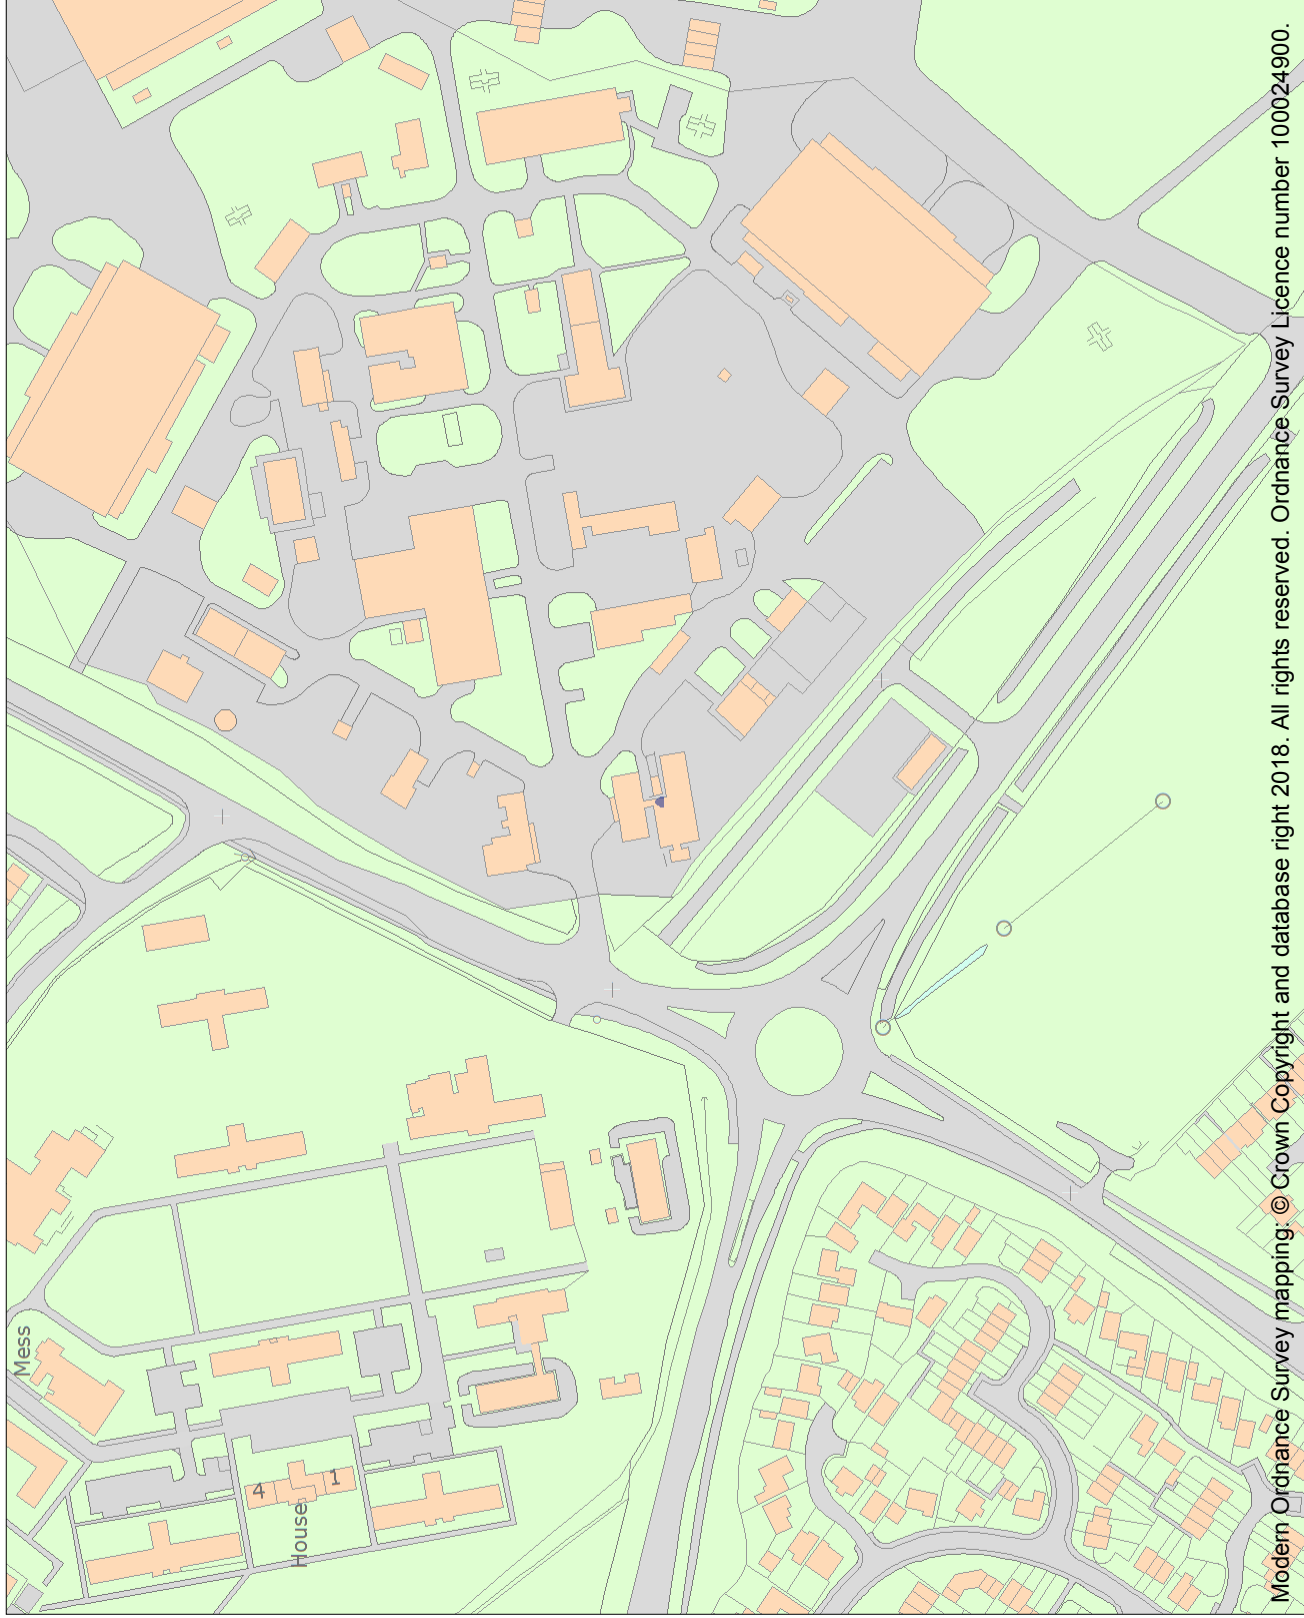 Mess
4
1
House
Modern Ordnance Survey mapping: © Crown Copyright and database right 2018. All rights reserved. Ordnance Survey Licence number 100024900.